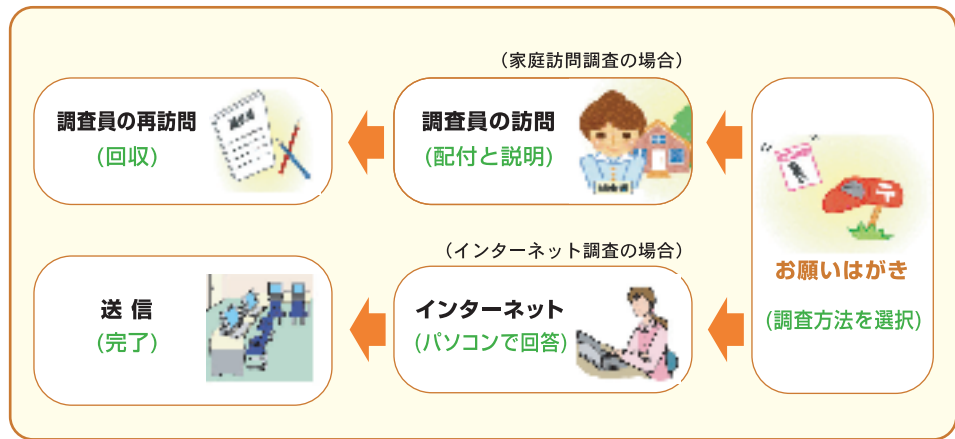 お願いはがき
(調査方法を選択)
(家庭訪問調査の場合)
調査員の訪問
(配付と説明)
調査員の再訪問
(回収)
(インターネット調査の場合)
インターネット
(パソコンで回答)
送 信
(完了)